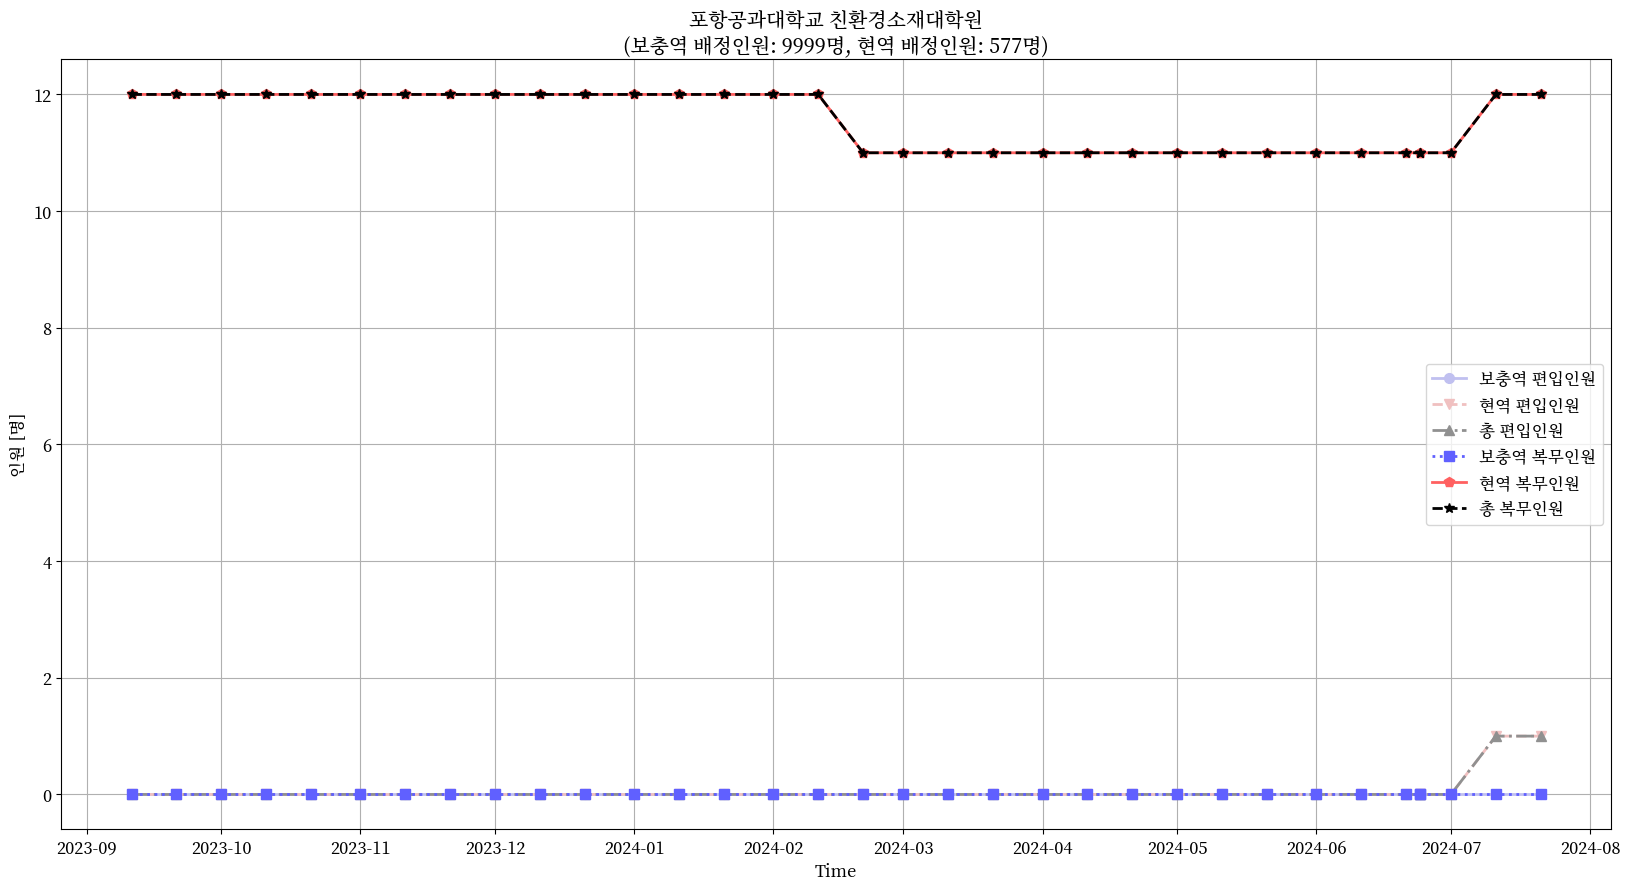 포항공과대학교 친환경소재대학원
(보충역 배정인원: 9999명, 현역 배정인원: 577명)
12
10
8
6
4
2
0
인원 [명]
보충역 편입인원
현역 편입인원
총 편입인원
보충역 복무인원
현역 복무인원
총 복무인원
2023-09 2023-10 2023-11 2023-12 2024-01 2024-02 2024-03 2024-04 2024-05 2024-06 2024-07 2024-08
Time